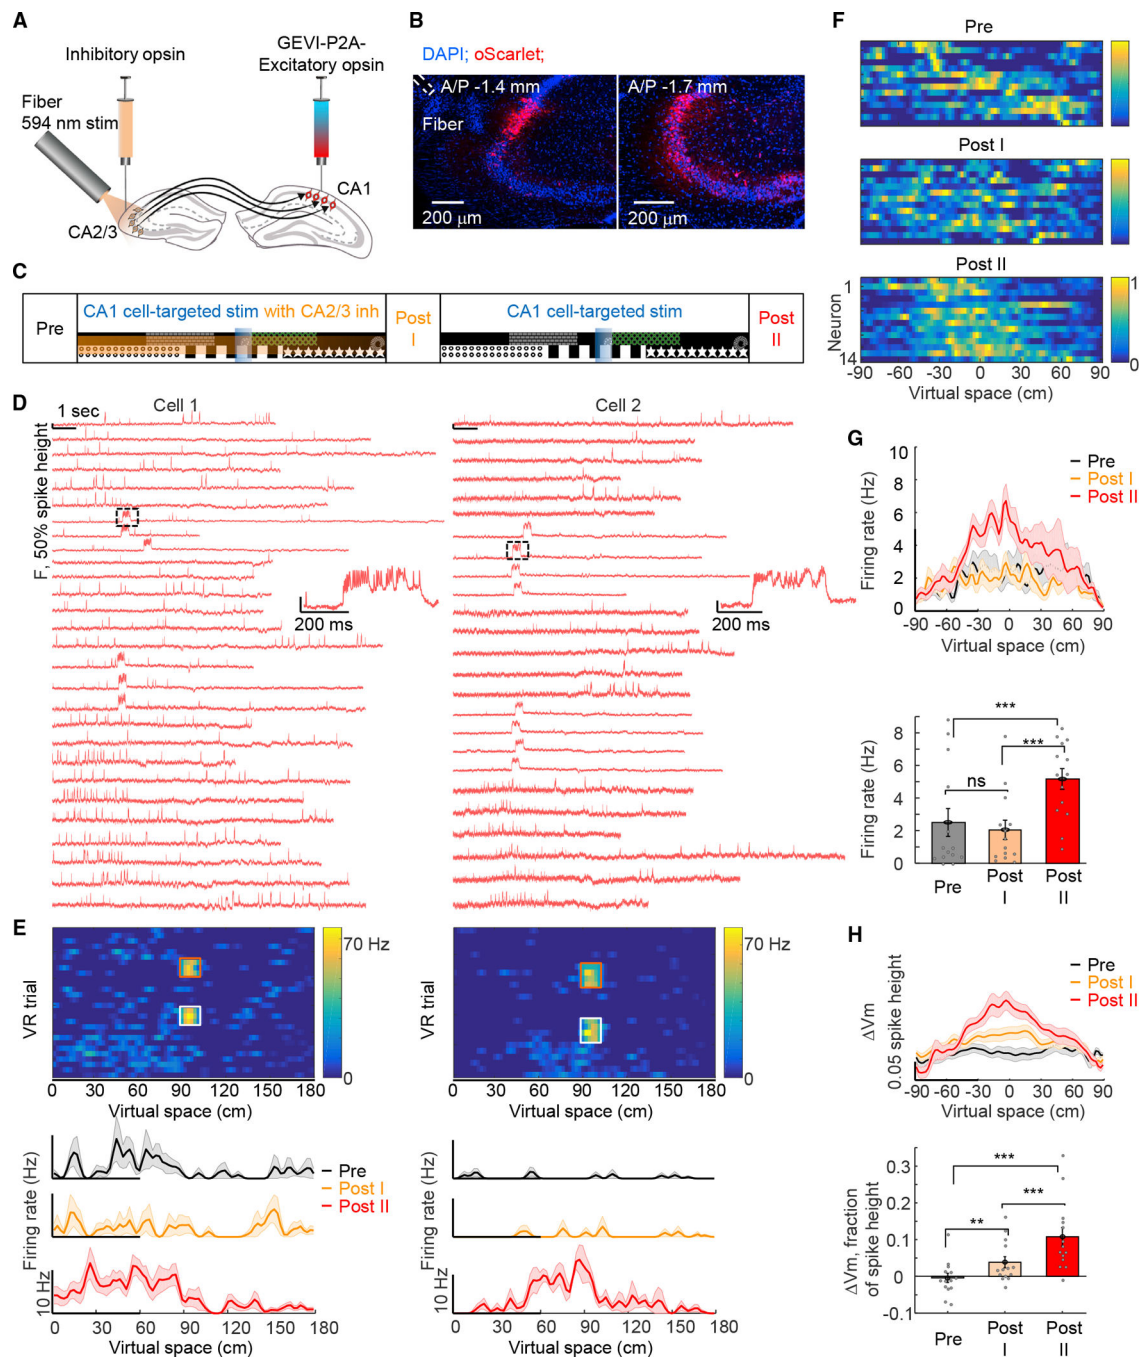 A
Inhibitory opsin
GEVI-P2A-
Excitatory opsin
Fiber
594 nm stim
CA1
CA2/3
B
DAPI; oScarlet;
A/P -1.4 mm
A/P -1.7 mm
Fiber
200 μm
200 μm
C
Pre
CA1 cell-targeted stim with CA2/3 inh
Post
I
CA1 cell-targeted stim
Post
II
D
Cell 1
Cell 2
1 sec
F, 50% spike height
200 ms
200 ms
E
VR trial
70 Hz
0
0 30 60 90 120 150 180
Virtual space (cm)
VR trial
70 Hz
0
0 30 60 90 120 150 180
Virtual space (cm)
Firing rate (Hz)
10 Hz
Pre
Post I
Post II
0 30 60 90 120 150 180
Virtual space (cm)
Firing rate (Hz)
10 Hz
0 30 60 90 120 150 180
Virtual space (cm)
F
Pre
Post I
Post II
Neuron
1
14
1
0
-90 -60 -30 0 30 60 90
Virtual space (cm)
G
Firing rate (Hz)
10
8
6
4
2
0
Pre
Post I
Post II
-90 -60 -30 0 30 60 90
Virtual space (cm)
Firing rate (Hz)
8
7
6
5
4
3
2
1
0
***
***
ns
Pre
Post
I
Post
II
H
ΔVm
0.05 spike height
Pre
Post I
Post II
-90 -60 -30 0 30 60 90
Virtual space (cm)
ΔVm, fraction
of spike height
0.3
0.2
0.1
0
-0.1
***
***
**
Pre
Post
I
Post
II